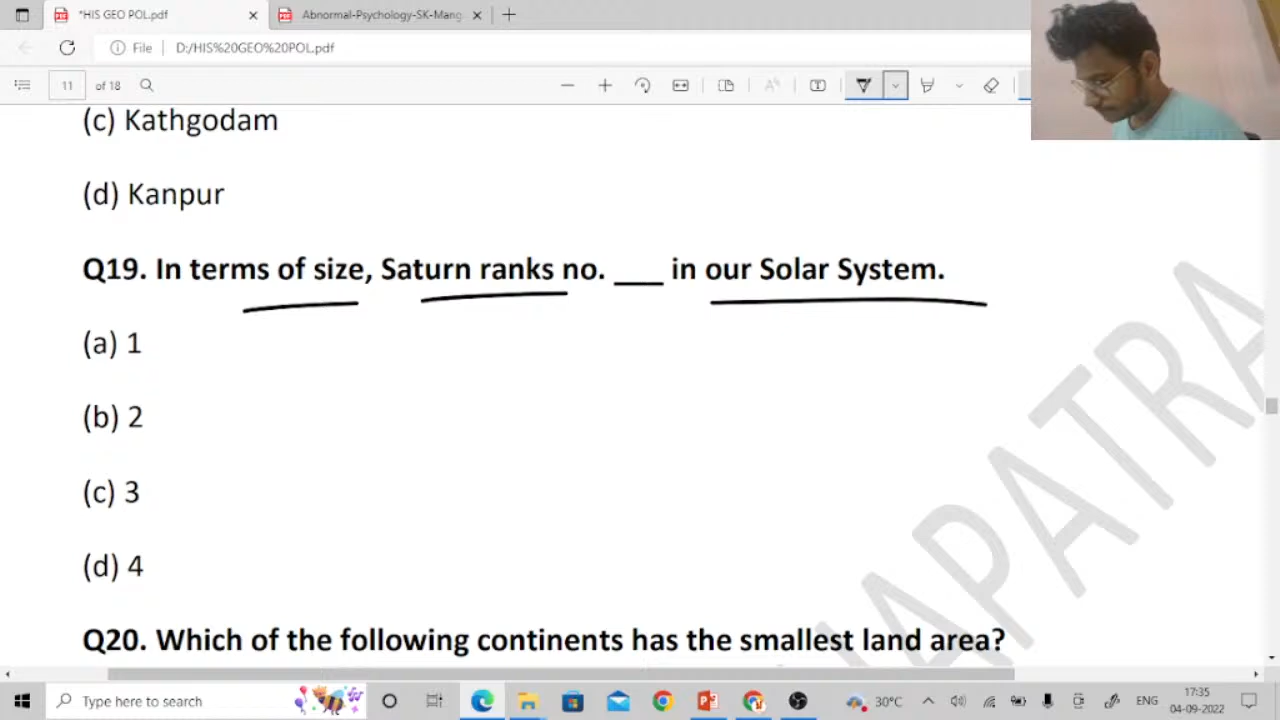 *HIS GEO POL.pdf
Abnormal-Psychology-SK-Mang
File
D:/HIS%20GEO%20POL.pdf
11
of 18
(c) Kathgodam
(d) Kanpur
Q19. In terms of size, Saturn ranks no. ___ in our Solar System.
(a) 1
(b) 2
(c) 3
(d) 4
Q20. Which of the following continents has the smallest land area?
APATRA
Type here to search
30°C
ENG
17:35
04-09-2022